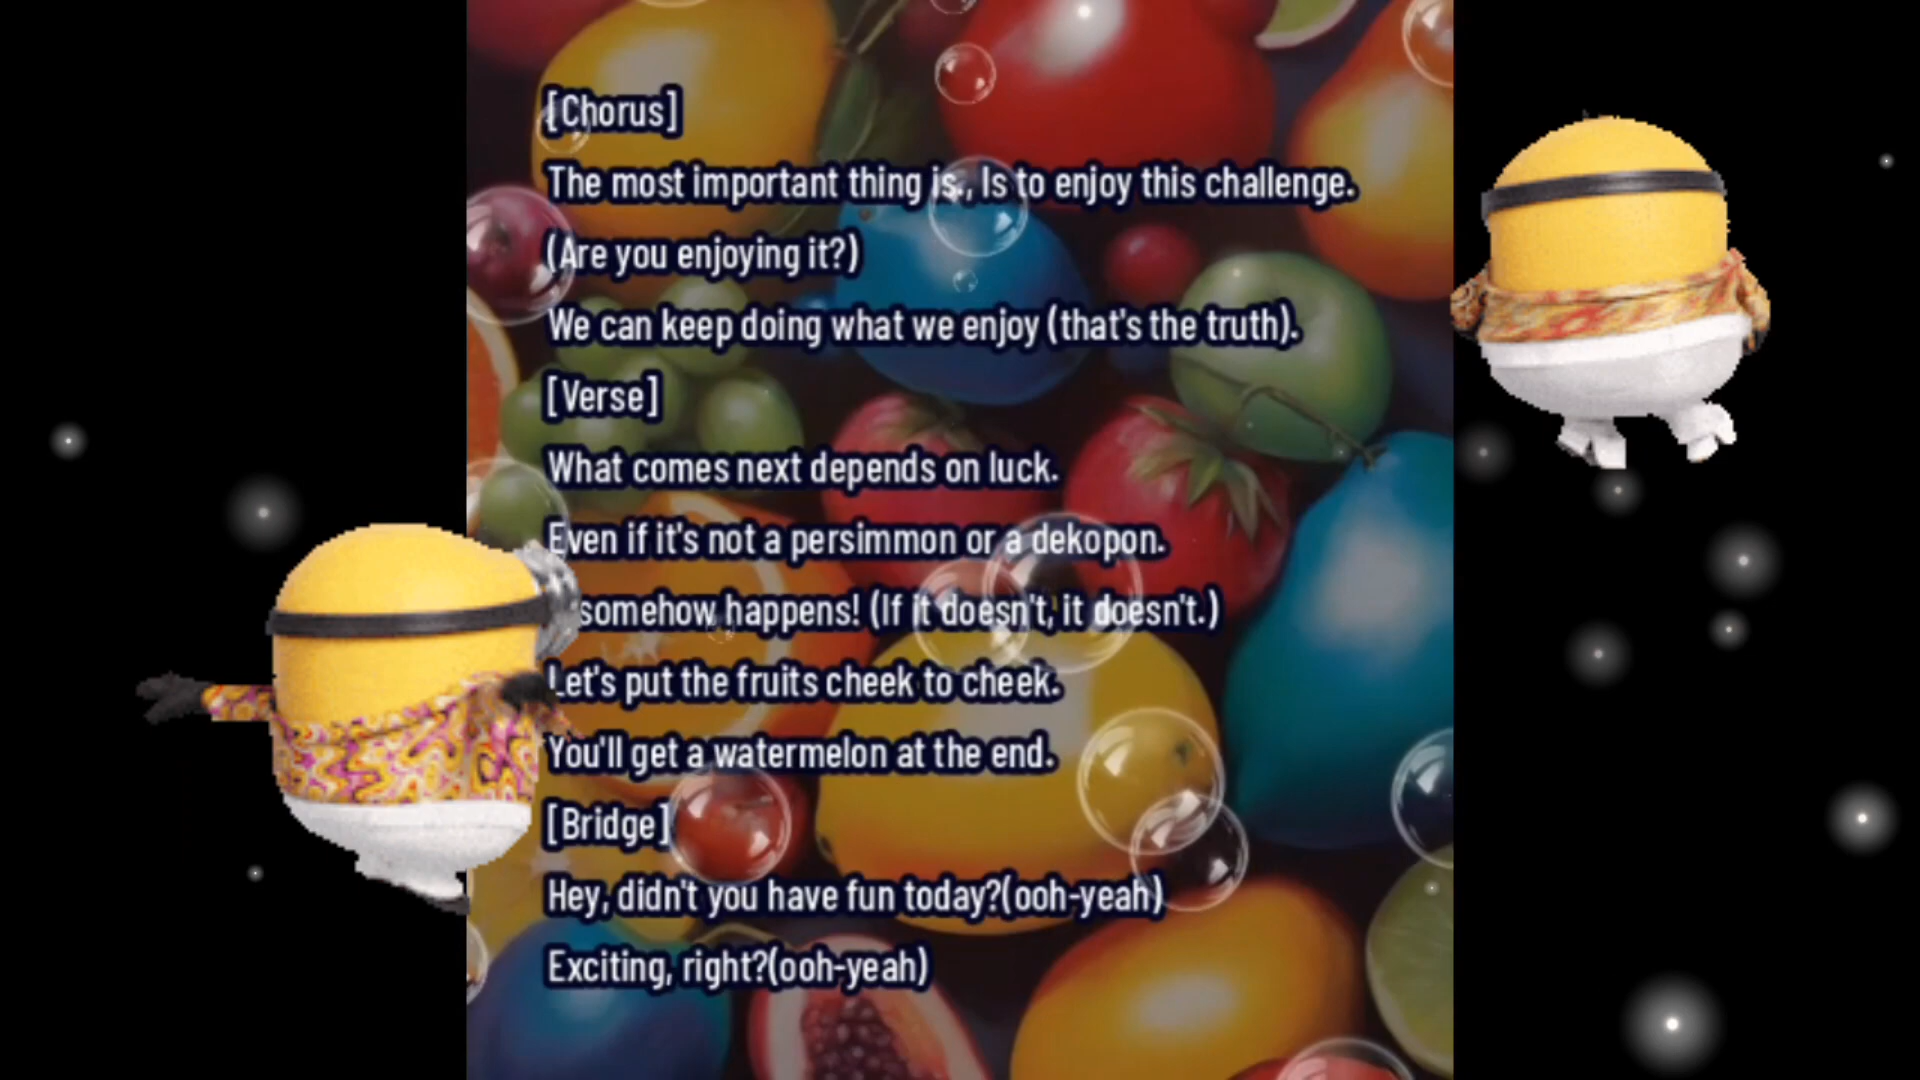 [Chorus]
The most important thing is., Is to enjoy this challenge.
(Are you enjoying it?)
We can keep doing what we enjoy (that's the truth).
[Verse]
What comes next depends on luck.
Even if it's not a persimmon or a dekopon.
somehow happens! (If it doesn't, it doesn't.)
Let's put the fruits cheek to cheek.
You'll get a watermelon at the end.
[Bridge]
Hey, didn't you have fun today?(ooh-yeah)
Exciting, right?(ooh-yeah)